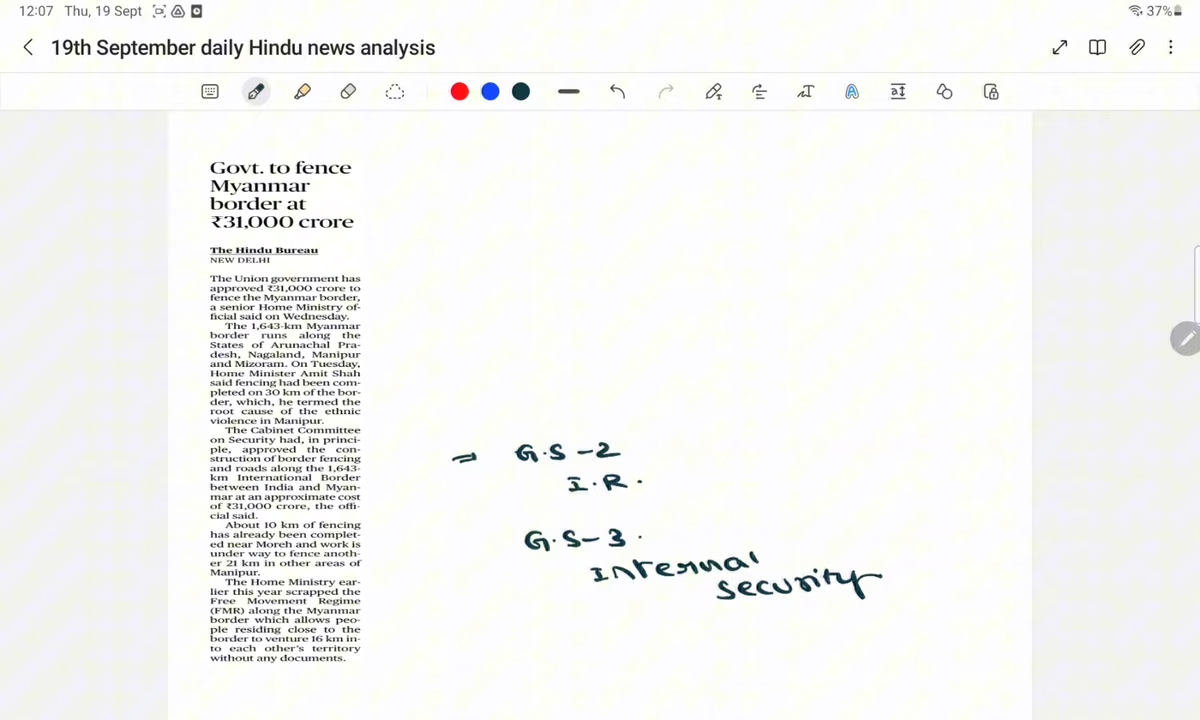 12:07 Thu, 19 Sept
37%
19th September daily Hindu news analysis
Govt. to fence
Myanmar
border at
₹31,000 crore
The Hindu Bureau
NEW DELHI
The Union government has
approved ₹31,000 crore to
fence the Myanmar border,
a senior Home Ministry of-
ficial said on Wednesday.
The 1,643-km Myanmar
border runs along the
States of Arunachal Pra-
desh, Nagaland, Manipur
and Mizoram. On Tuesday,
Home Minister Amit Shah
said fencing had been com-
pleted on 30 km of the bor-
der, which, he termed the
root cause of the ethnic
violence in Manipur.
The Cabinet Committee
on Security had, in princi-
ple, approved the con-
struction of border fencing
and roads along the 1,643-
km International Border
between India and Myan-
mar at an approximate cost
of ₹31,000 crore, the offi-
cial said.
About 10 km of fencing
has already been complet-
ed near Moreh and work is
under way to fence anoth-
er 21 km in other areas of
Manipur.
The Home Ministry ear-
lier this year scrapped the
Free Movement Regime
(FMR) along the Myanmar
border which allows peo-
ple residing close to the
border to venture 16 km in-
to each other's territory
without any documents.
⇒ G.S -2
I.R.
G.S-3.
Internal
security